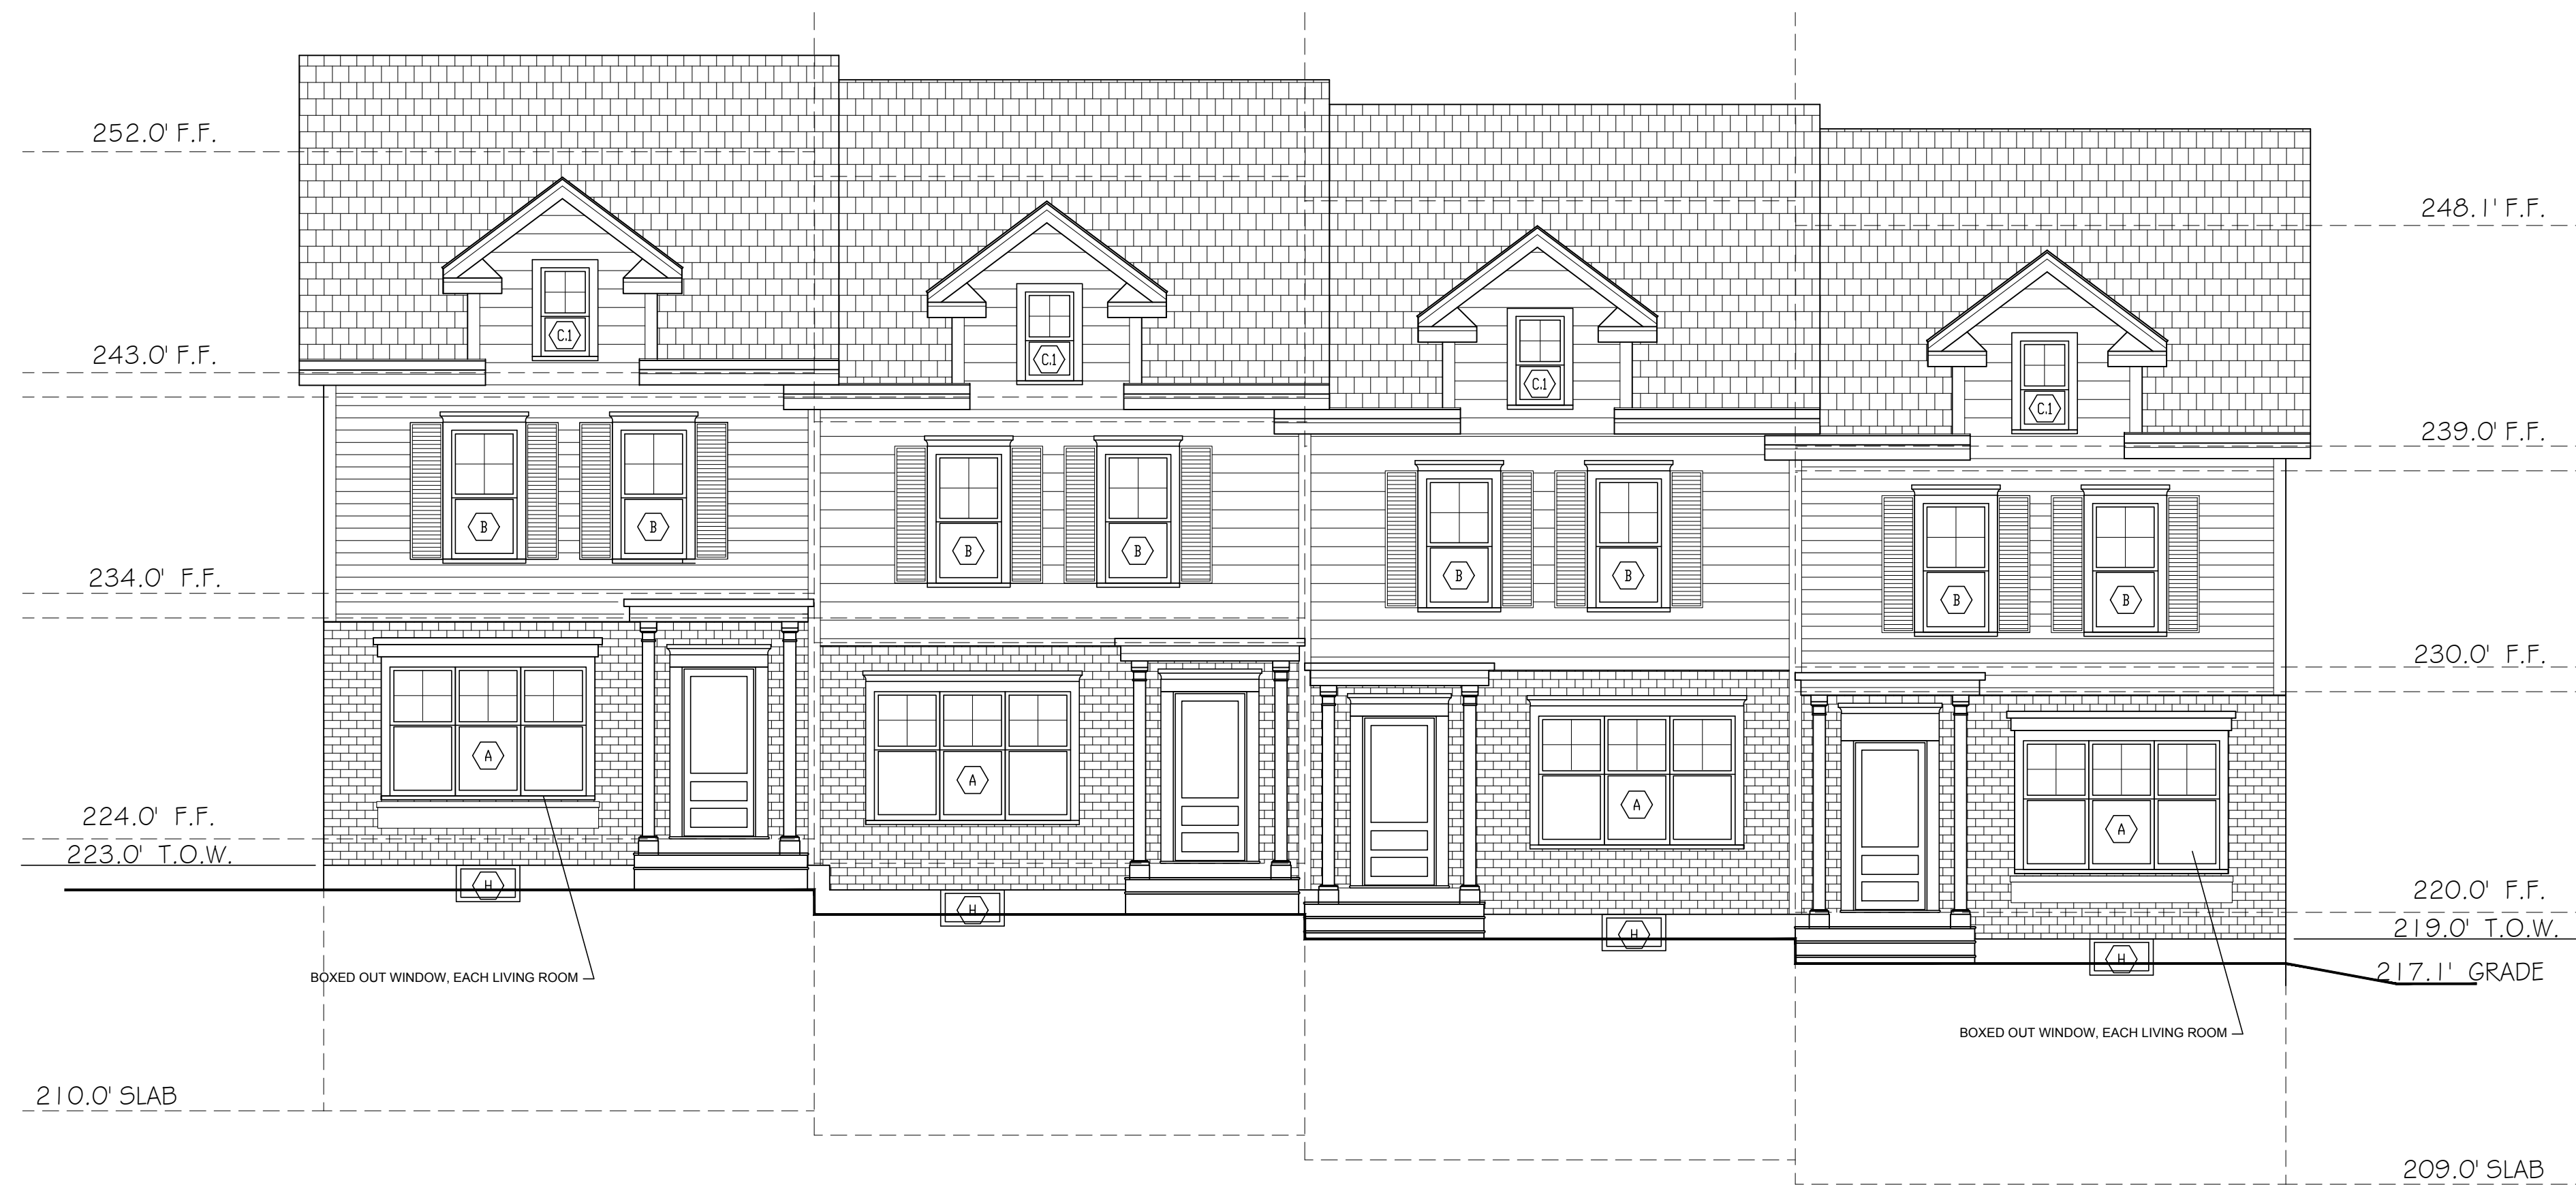 252.0' F.F.
248.1' F.F.
C.1
C.1
243.0' F.F.
C.1
C.1
239.0' F.F.
B
B
B
B
234.0' F.F.
B
B
B
B
230.0' F.F.
A
A
A
224.0' F.F.
A
223.0' T.O.W.
H
220.0' F.F.
H
219.0' T.O.W.
H
H
217.1' GRADE
BOXED OUT WINDOW, EACH LIVING ROOM
BOXED OUT WINDOW, EACH LIVING ROOM
210.0' SLAB
209.0' SLAB